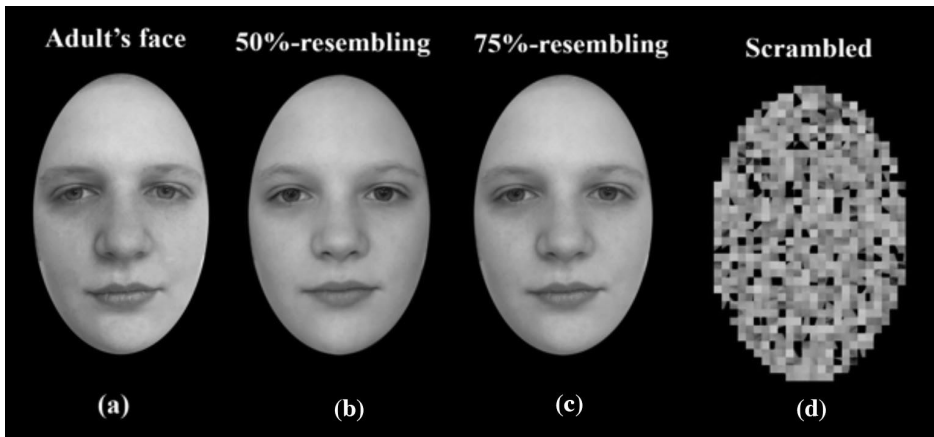 Adult's face 50%-resembling 75%-resembling Scrambled
(a) (b) (c) (d)